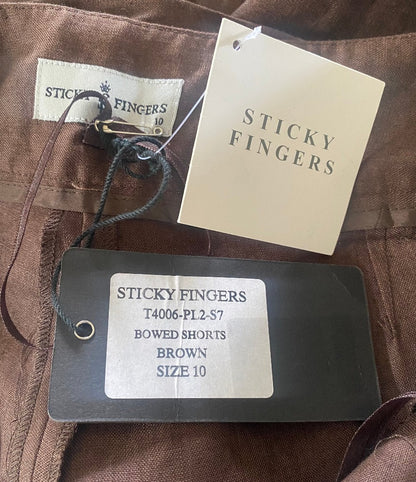 STICKY FINGERS
10
STICKY
FINGERS
STICKY FINGERS
T4006-PL2-S7
BOWED SHORTS
BROWN
SIZE 10